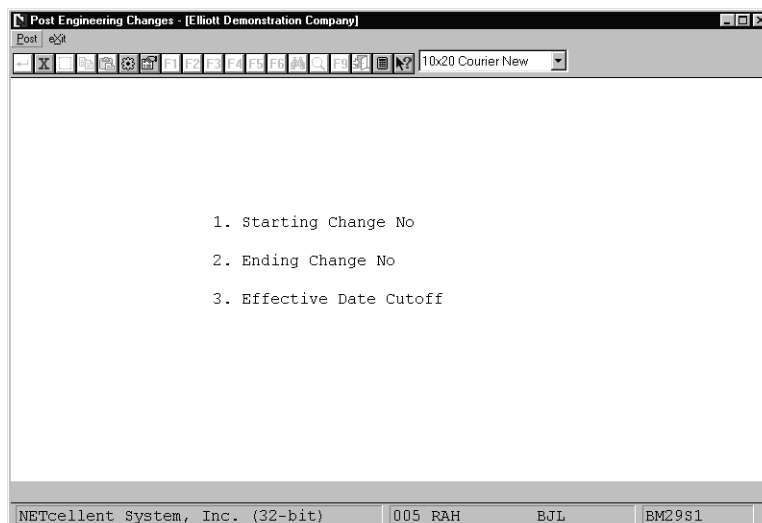 Post Engineering Changes - [Elliott Demonstration Company]
Post eXit
X F1 F2 F3 F4 F5 F6 F9 ? 10x20 Courier New
1. Starting Change No
2. Ending Change No
3. Effective Date Cutoff
NETcellent System, Inc. (32-bit) 005 RAH BJL BM29S1